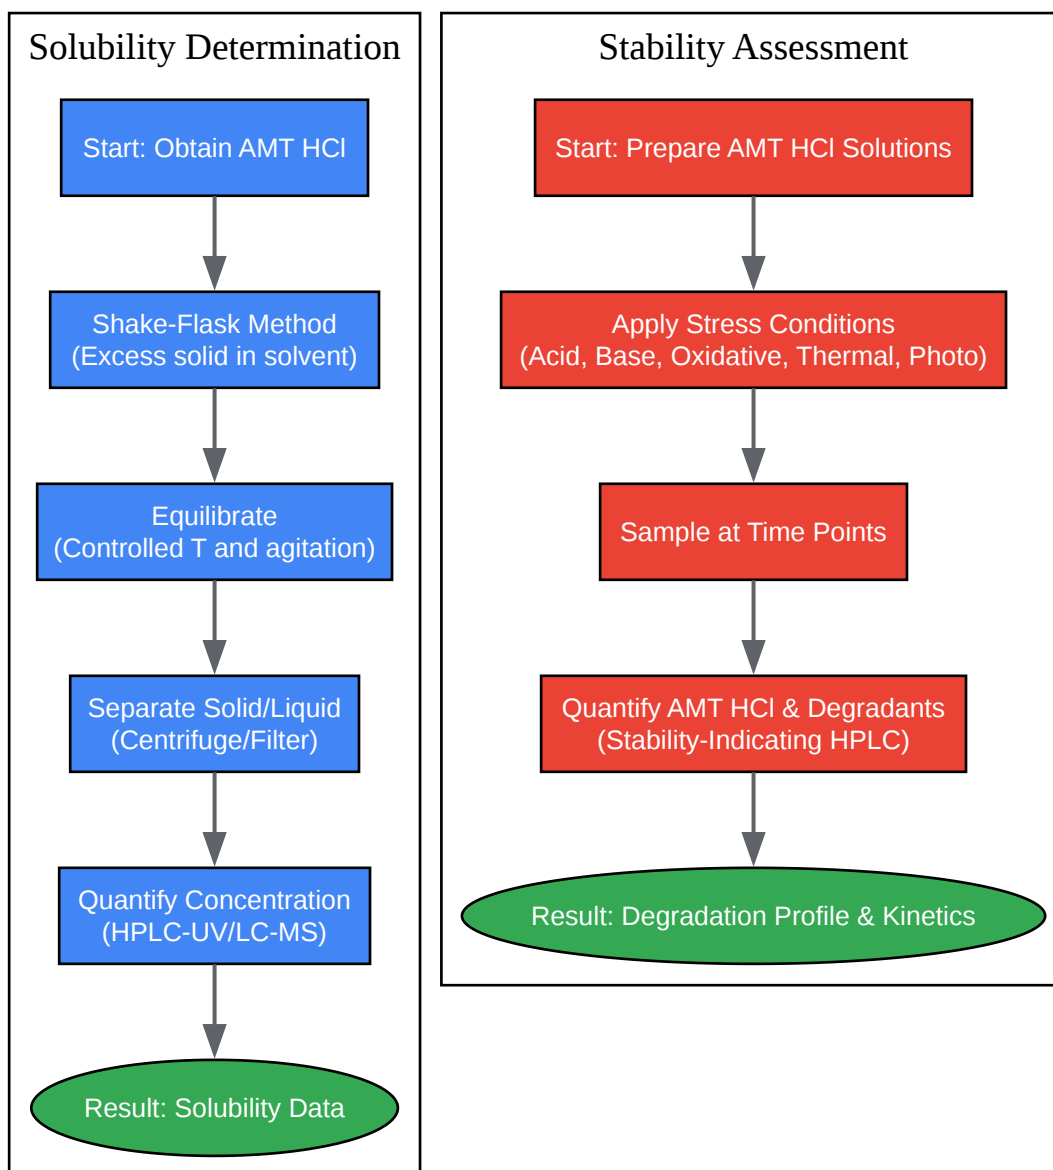 Solubility Determination
Start: Obtain AMT HCl
Shake-Flask Method
(Excess solid in solvent)
Equilibrate
(Controlled T and agitation)
Separate Solid/Liquid
(Centrifuge/Filter)
Quantify Concentration
(HPLC-UV/LC-MS)
Result: Solubility Data
Stability Assessment
Start: Prepare AMT HCl Solutions
Apply Stress Conditions
(Acid, Base, Oxidative, Thermal, Photo)
Sample at Time Points
Quantify AMT HCl & Degradants
(Stability-Indicating HPLC)
Result: Degradation Profile & Kinetics